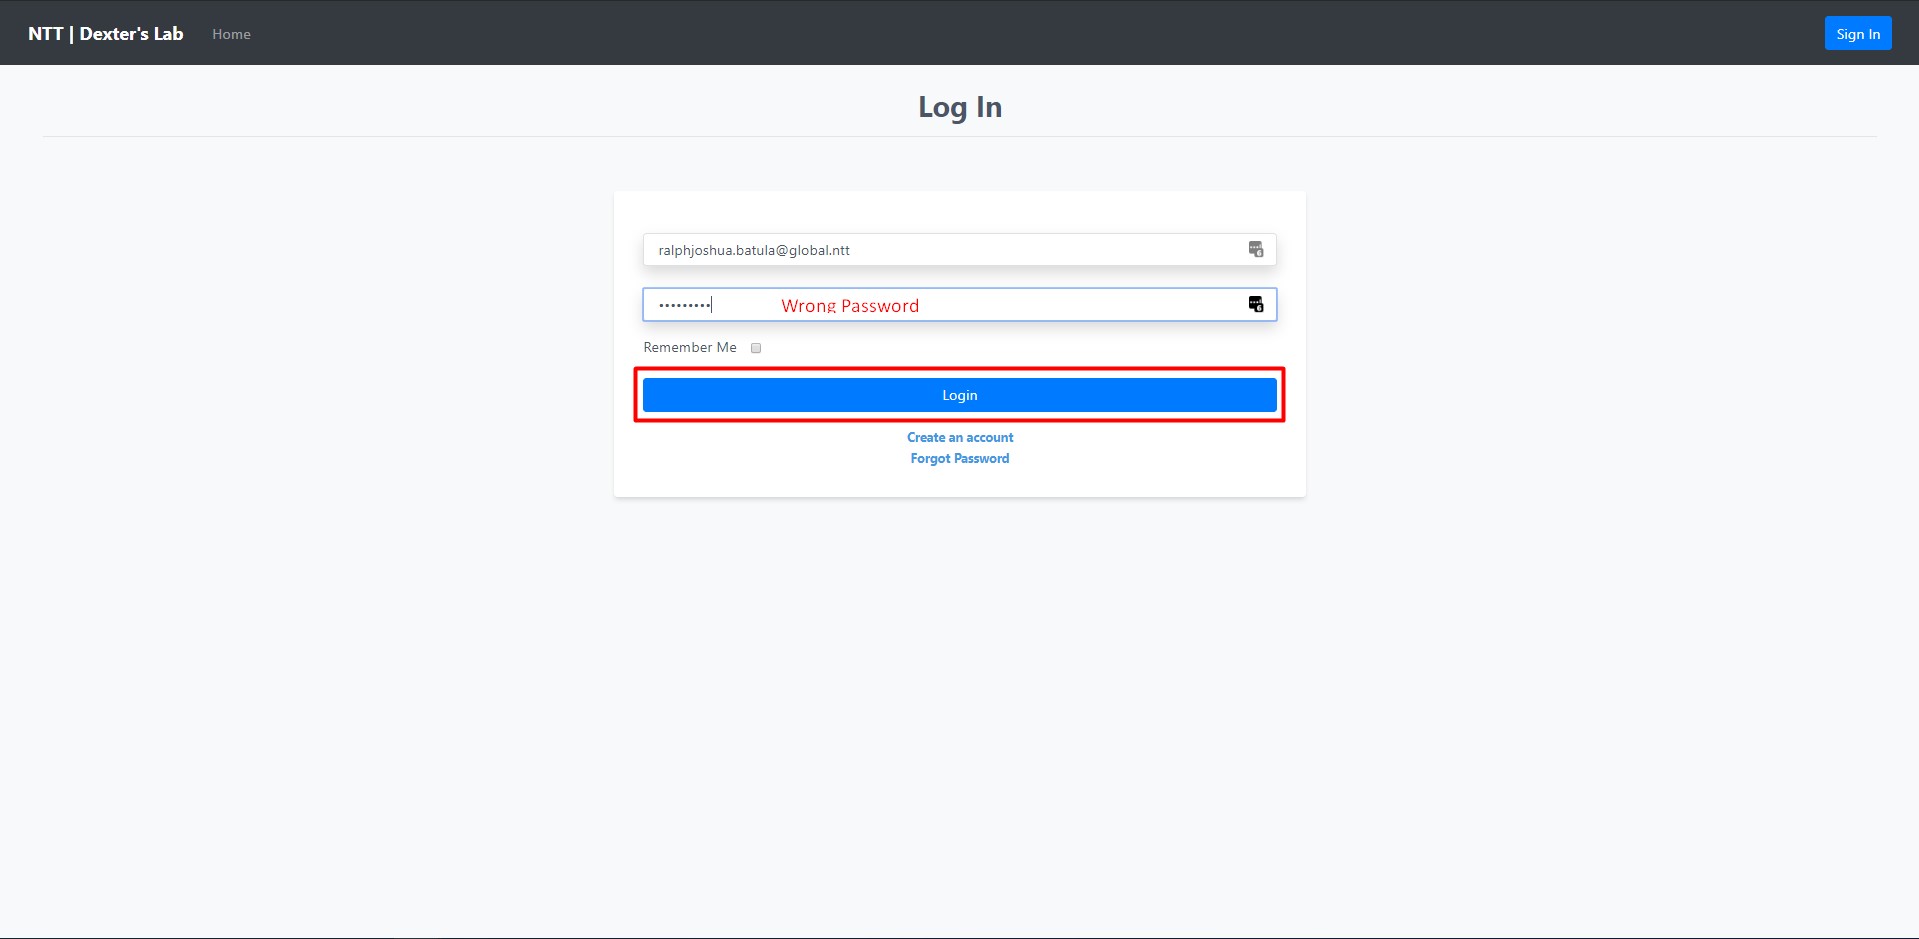 NTT | Dexter's Lab Home Sign In
Log In
ralphjoshua.batula@global.ntt
••••••••• Wrong Password
Remember Me
Login
Create an account
Forgot Password